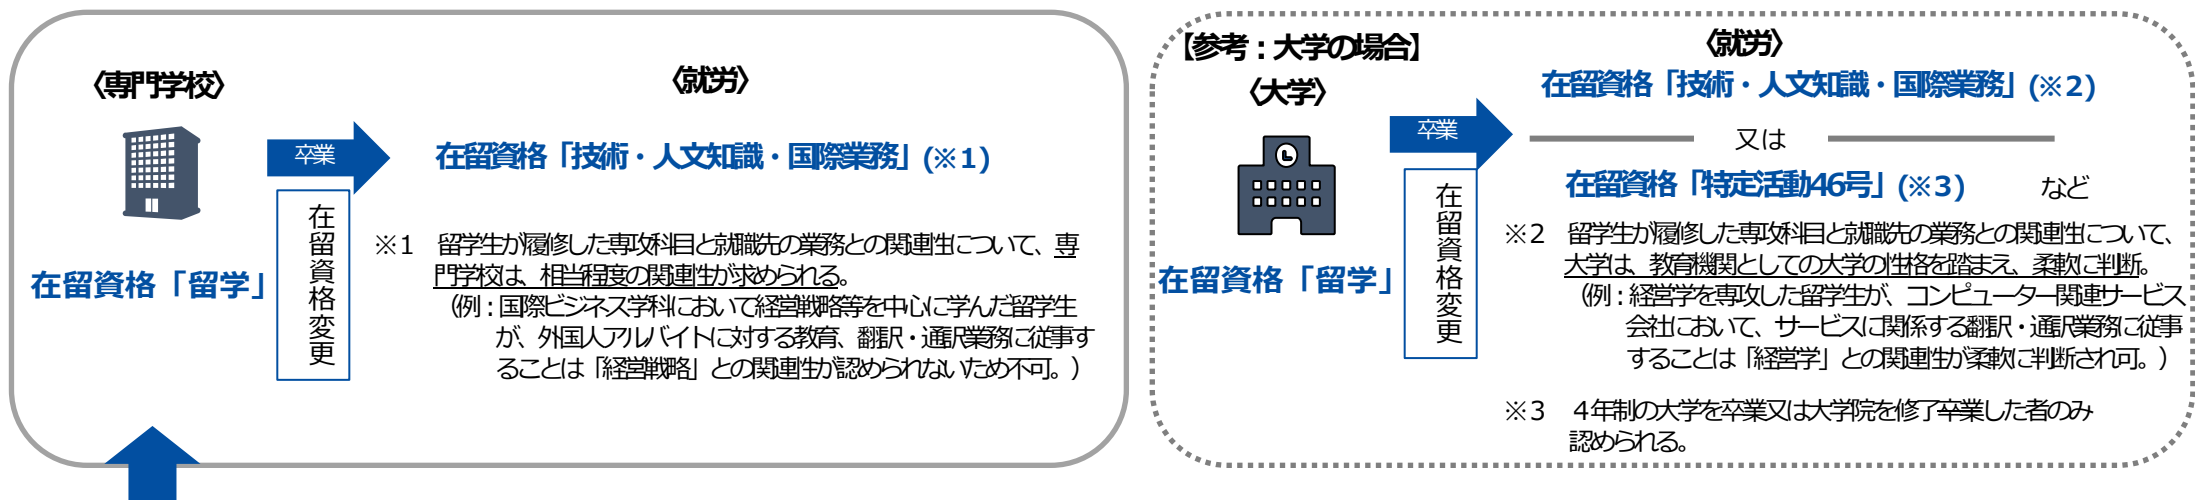 〈専門学校〉
〈就労〉
卒業
在留資格「技術・人文知識・国際業務」(※1)
在留資格「留学」
在留資格変更
※1 留学生が履修した専攻科目と就職先の業務との関連性について、専
門学校は、相当程度の関連性が求められる。
(例：国際ビジネス学科において経営戦略等を中心に学んだ留学生
が、外国人アルバイトに対する教育、翻訳・通訳業務に従事す
ることは「経営戦略」との関連性が認められないため不可。)
【参考：大学の場合】
〈大学〉
〈就労〉
卒業
在留資格「技術・人文知識・国際業務」(※2)
又は
在留資格「特定活動46号」(※3) など
在留資格「留学」
在留資格変更
※2 留学生が履修した専攻科目と就職先の業務との関連性について、
大学は、教育機関としての大学の性格を踏まえ、柔軟に判断。
(例：経営学を専攻した留学生が、コンピューター関連サービス
会社において、サービスに関係する翻訳・通訳業務に従事
することは「経営学」との関連性が柔軟に判断され可。)
※3 4年制の大学を卒業又は大学院を修了卒業した者のみ
認められる。